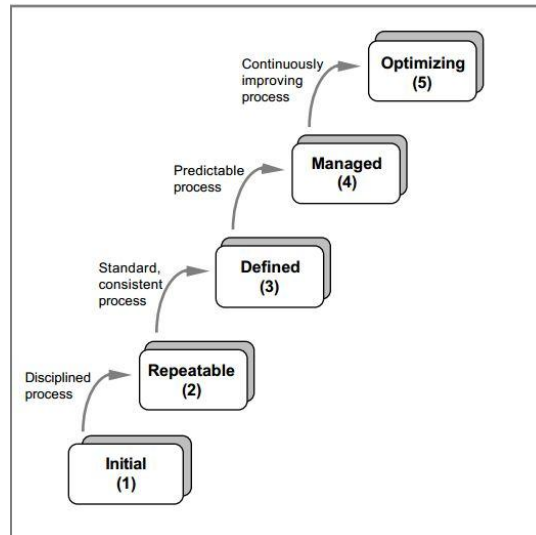 Continuously
improving
process
Optimizing
(5)
Predictable
process
Managed
(4)
Standard,
consistent
process
Defined
(3)
Disciplined
process
Repeatable
(2)
Initial
(1)